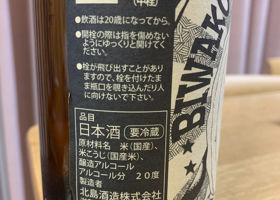 (中栓)
●飲酒は20歳になってから。
●開栓の際は指を傷めない
ようにゆっくりと開けてく
ださい。
●栓が飛び出すことがあり
ますので、栓を付けたま
ま瓶口を覗き込んだり人
に向けないで下さい。
品目
日本酒 要冷蔵
原材料名 米(国産)、
米こうじ(国産米)、
醸造アルコール
アルコール分 20度
製造者
北島酒造株式会社
BIWAKO